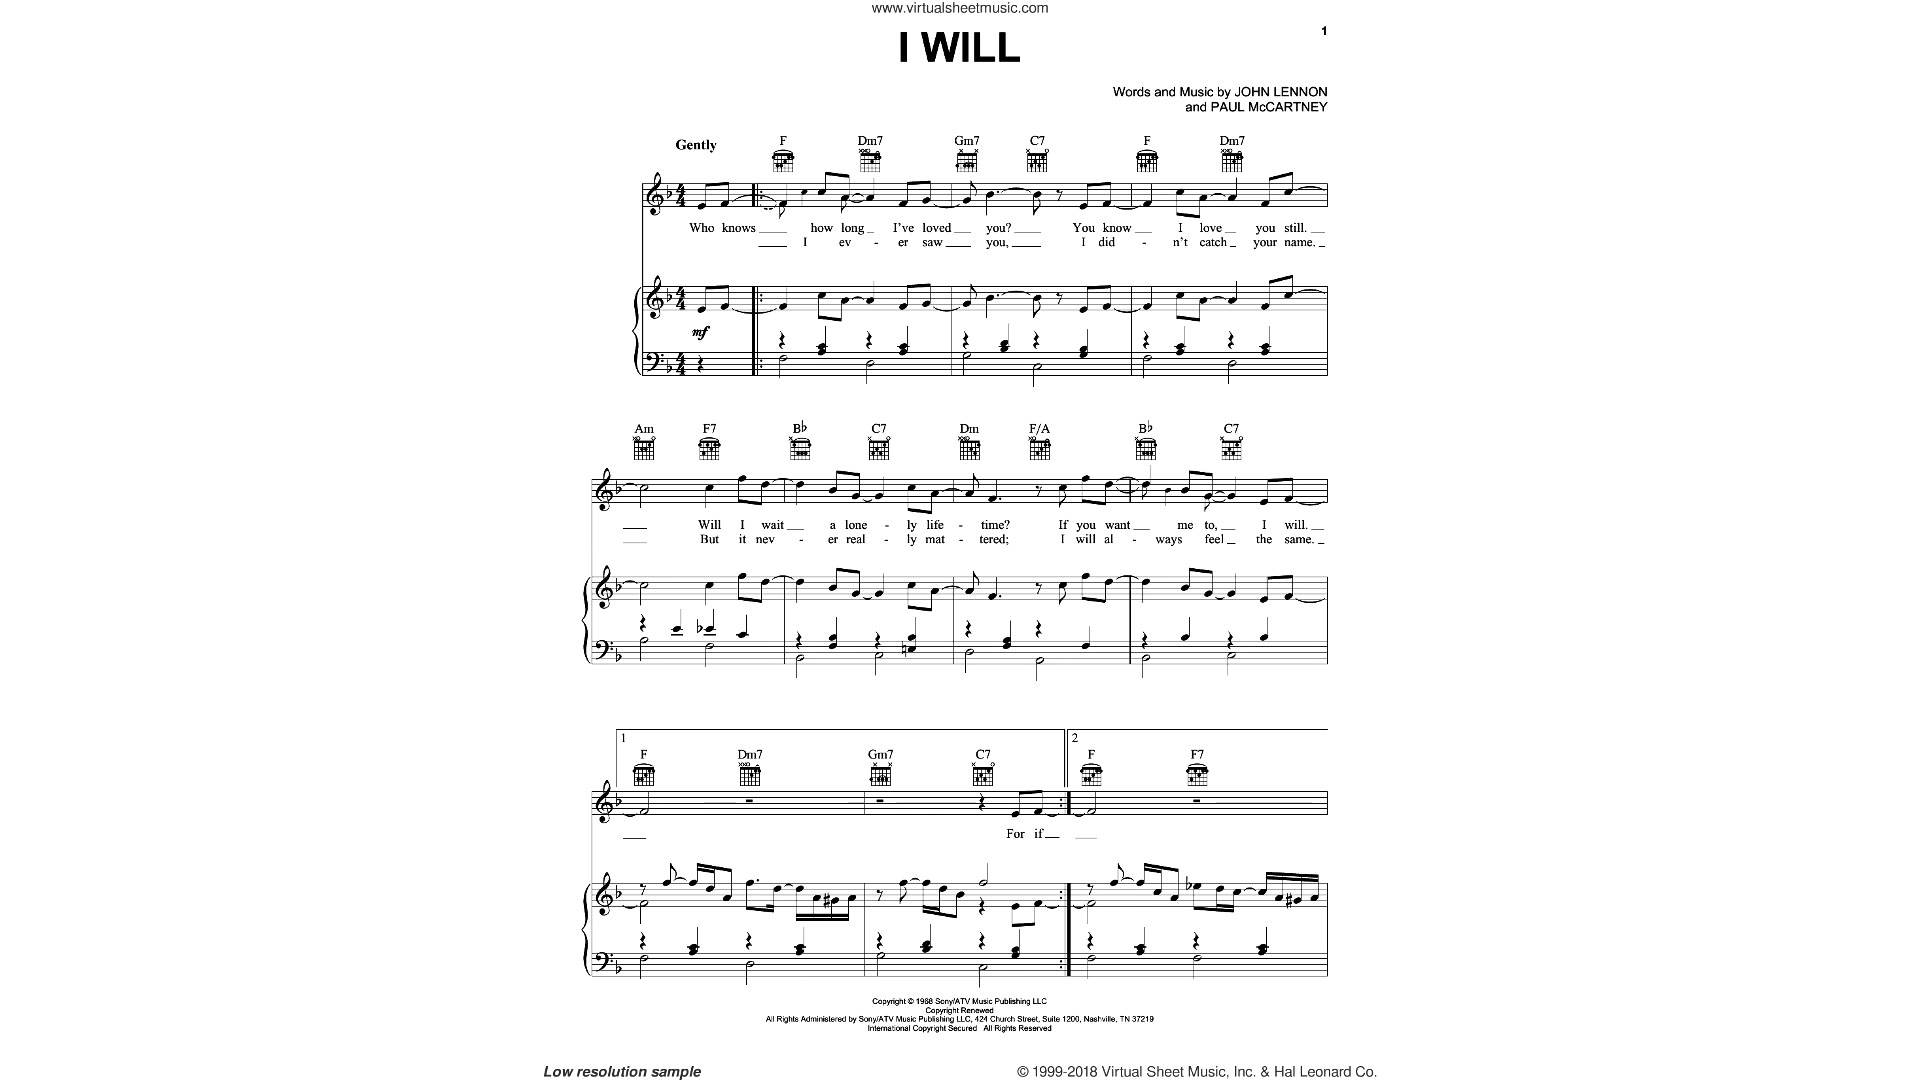 www.virtualsheetmusic.com
1
I WILL
Words and Music by JOHN LENNON
and PAUL McCARTNEY
Gently
F Dm7 Gm7 C7 F Dm7
Who knows how long I've loved you? You know I love you still.
I ev - er saw you, I did - n't catch your name.
mf
Am F7 B♭ C7 Dm F/A B♭ C7
Will I wait a lone - ly life - time? If you want me to, I will.
But it nev - er real - ly mat - tered; I will al - ways feel the same.
1 2
F Dm7 Gm7 C7 F F7
For if
Copyright © 1968 Sony/ATV Music Publishing LLC
Copyright Renewed
All Rights Administered by Sony/ATV Music Publishing LLC, 424 Church Street, Suite 1200, Nashville, TN 37219
International Copyright Secured All Rights Reserved
Low resolution sample
© 1999-2018 Virtual Sheet Music, Inc. & Hal Leonard Co.